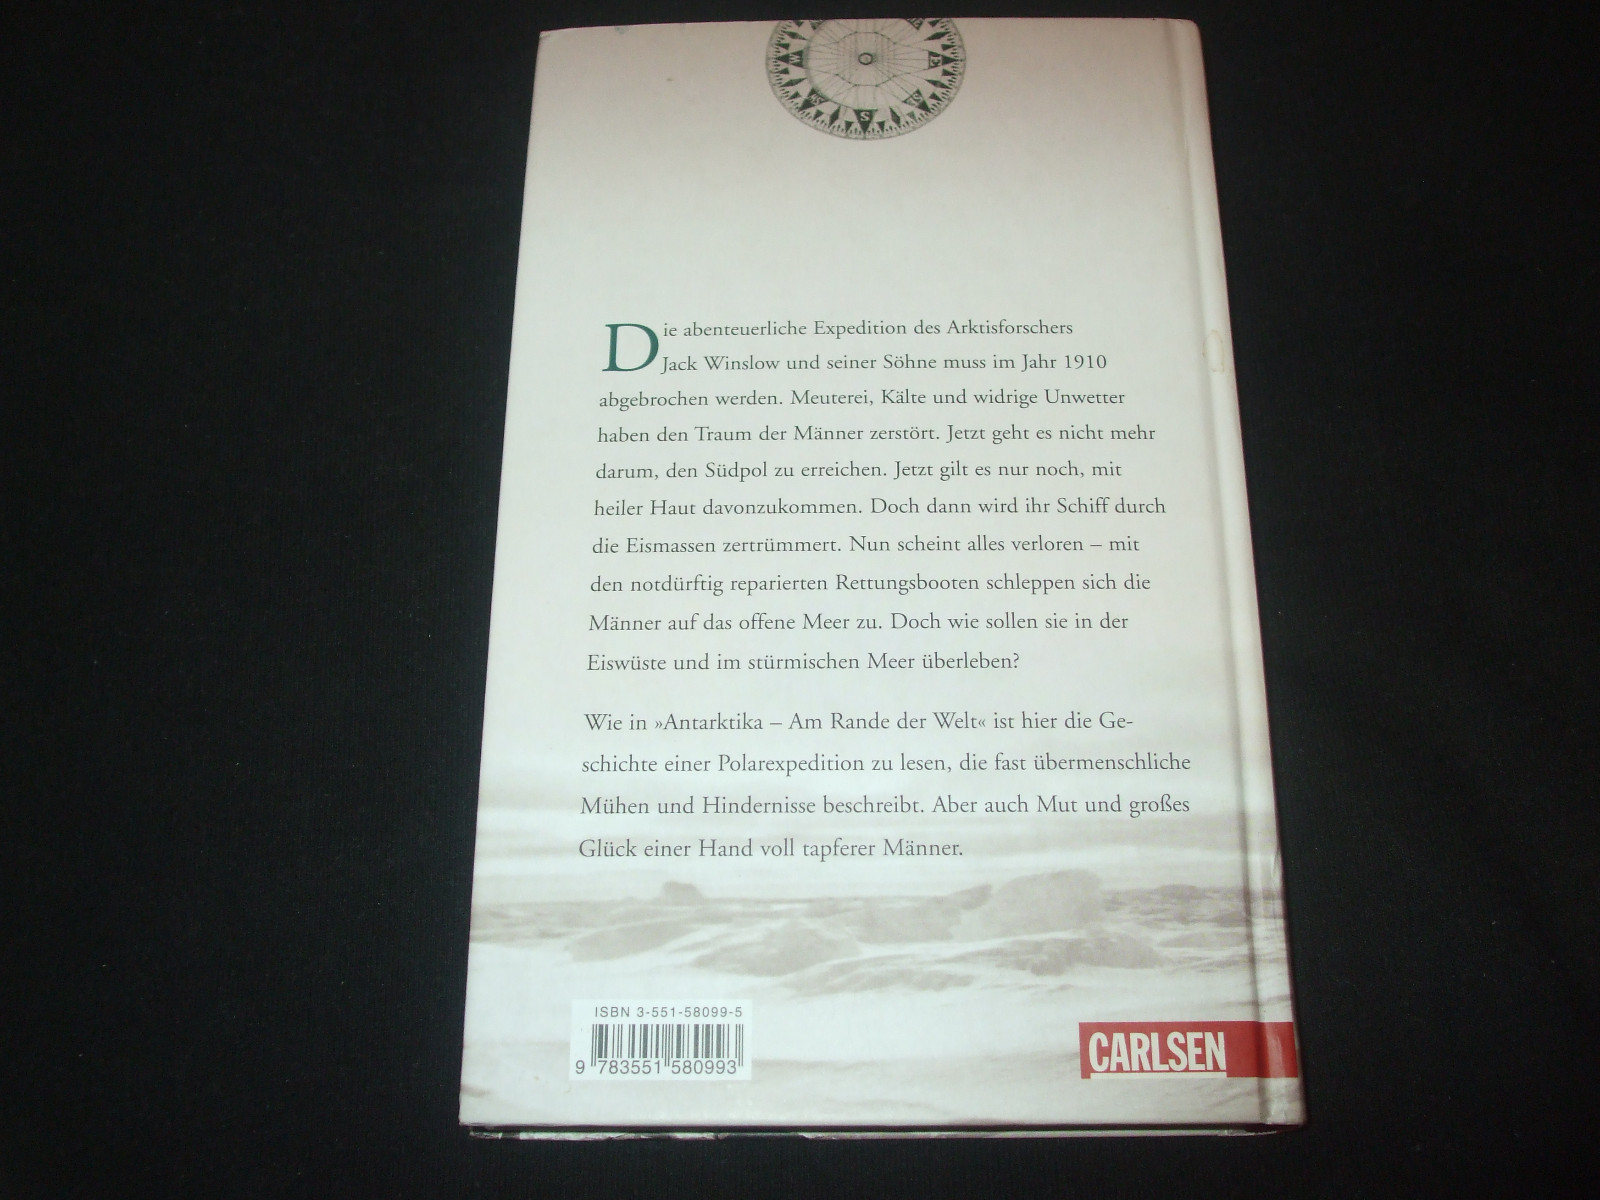 W E
SW S SE
Die abenteuerliche Expedition des Arktisforschers
Jack Winslow und seiner Söhne muss im Jahr 1910
abgebrochen werden. Meuterei, Kälte und widrige Unwetter
haben den Traum der Männer zerstört. Jetzt geht es nicht mehr
darum, den Südpol zu erreichen. Jetzt gilt es nur noch, mit
heiler Haut davonzukommen. Doch dann wird ihr Schiff durch
die Eismassen zertrümmert. Nun scheint alles verloren – mit
den notdürftig reparierten Rettungsbooten schleppen sich die
Männer auf das offene Meer zu. Doch wie sollen sie in der
Eiswüste und im stürmischen Meer überleben?
Wie in »Antarktika – Am Rande der Welt« ist hier die Ge-
schichte einer Polarexpedition zu lesen, die fast übermenschliche
Mühen und Hindernisse beschreibt. Aber auch Mut und großes
Glück einer Hand voll tapferer Männer.
ISBN 3-551-58099-5
9 783551 580993
CARLSEN